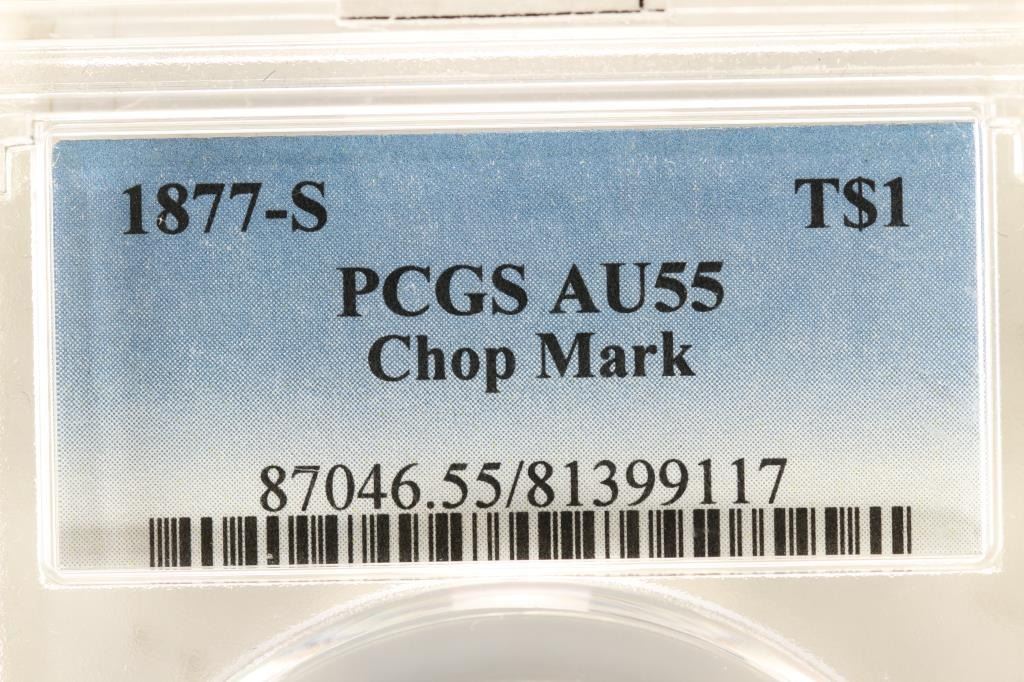 1877-S T$1
PCGS AU55
Chop Mark
87046.55/81399117